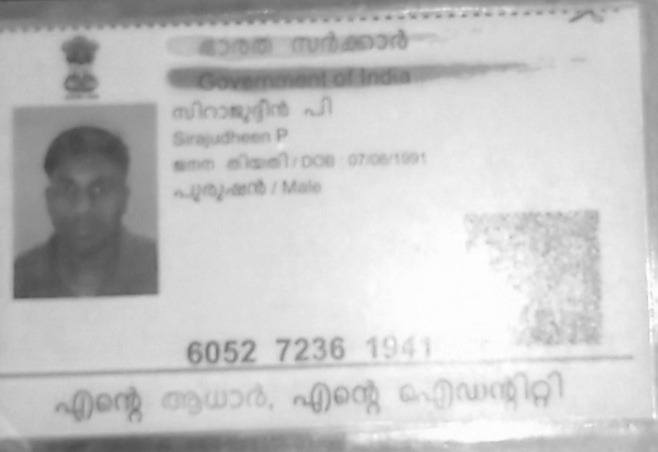 ഭാരത സർക്കാർ
Government of India
സിറാജുദ്ദീൻ പി
Sirajudheen P
ജനന തിയതി / DOB : 07/06/1991
പുരുഷൻ / Male
6052 7236 1941
എന്റെ ആധാർ, എന്റെ ഐഡന്റിറ്റി